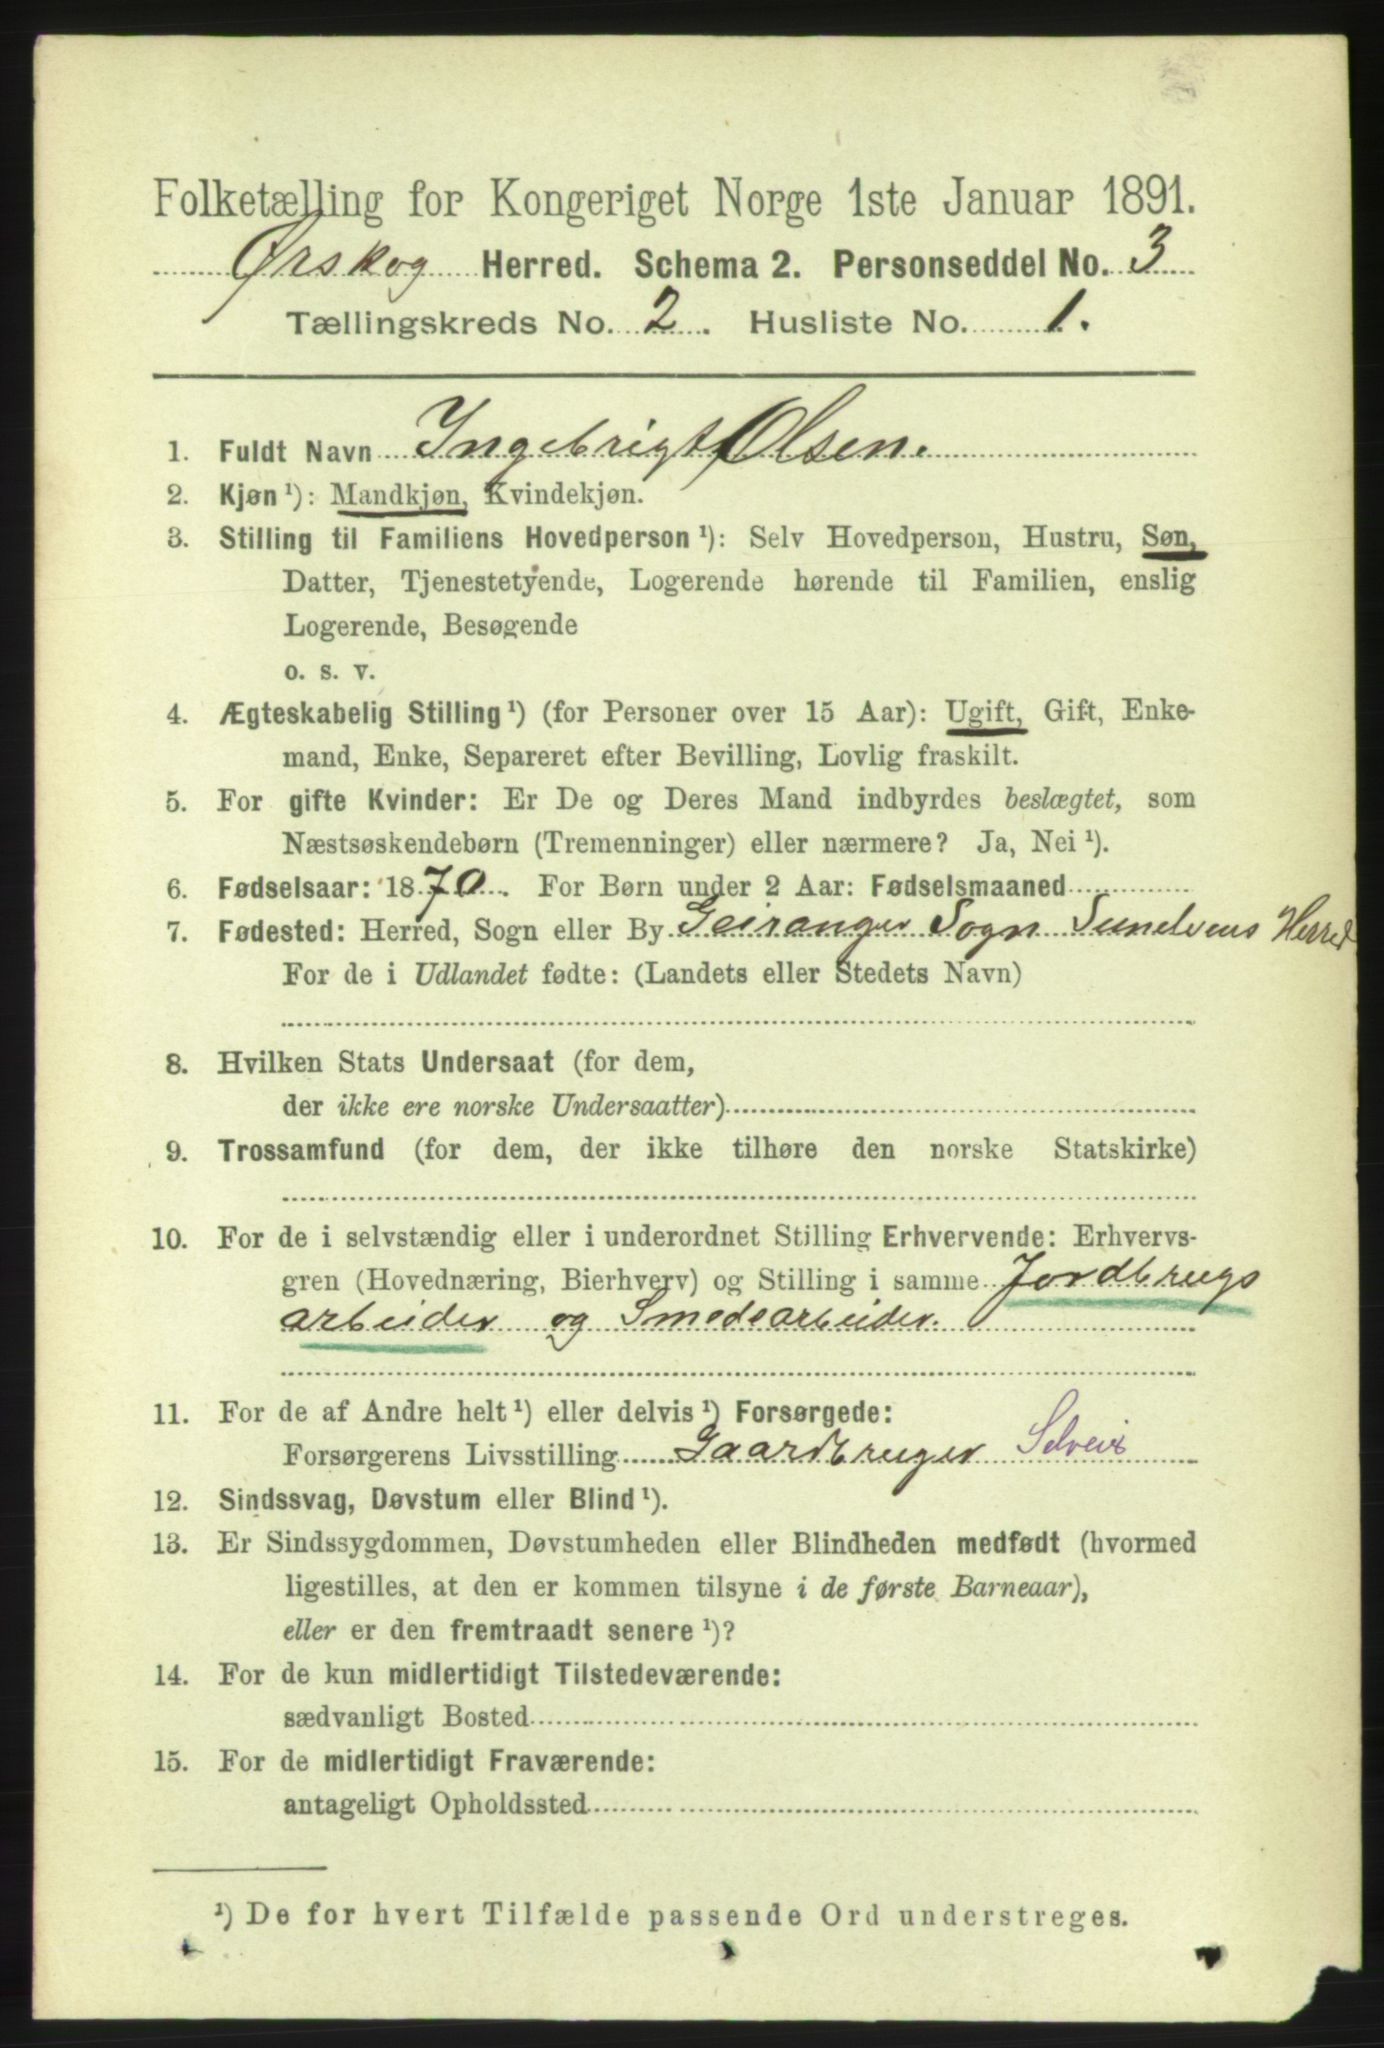 Folketælling for Kongeriget Norge 1ste Januar 1891.
Ørskog Herred. Schema 2. Personseddel No. 3
Tællingskreds No. 2. Husliste No. 1.
1. Fuldt Navn Ingebrigt Olsen.
2. Kjøn ¹): Mandkjøn, Kvindekjøn.
3. Stilling til Familiens Hovedperson ¹): Selv Hovedperson, Hustru, Søn,
Datter, Tjenestetyende, Logerende hørende til Familien, enslig
Logerende, Besøgende
o. s. v.
4. Ægteskabelig Stilling ¹) (for Personer over 15 Aar): Ugift, Gift, Enke-
mand, Enke, Separeret efter Bevilling, Lovlig fraskilt.
5. For gifte Kvinder: Er De og Deres Mand indbyrdes beslægtet, som
Næstsøskendebørn (Tremenninger) eller nærmere? Ja, Nei ¹).
6. Fødselsaar: 1870. For Børn under 2 Aar: Fødselsmaaned
7. Fødested: Herred, Sogn eller By Geiranger Sogn Sunelvens Herred
For de i Udlandet fødte: (Landets eller Stedets Navn)
8. Hvilken Stats Undersaat (for dem,
der ikke ere norske Undersaatter)
9. Trossamfund (for dem, der ikke tilhøre den norske Statskirke)
10. For de i selvstændig eller i underordnet Stilling Erhvervende: Erhvervs-
gren (Hovednæring, Bierhverv) og Stilling i samme Jordbrugs
arbeider og Smedearbeider.
11. For de af Andre helt ¹) eller delvis ¹) Forsørgede:
Forsørgerens Livsstilling Gaardbruger Selveier
12. Sindssvag, Døvstum eller Blind ¹).
13. Er Sindssygdommen, Døvstumheden eller Blindheden medfødt (hvormed
ligestilles, at den er kommen tilsyne i de første Barneaar),
eller er den fremtraadt senere ¹)?
14. For de kun midlertidigt Tilstedeværende:
sædvanligt Bosted
15. For de midlertidigt Fraværende:
antageligt Opholdssted
¹) De for hvert Tilfælde passende Ord understreges.